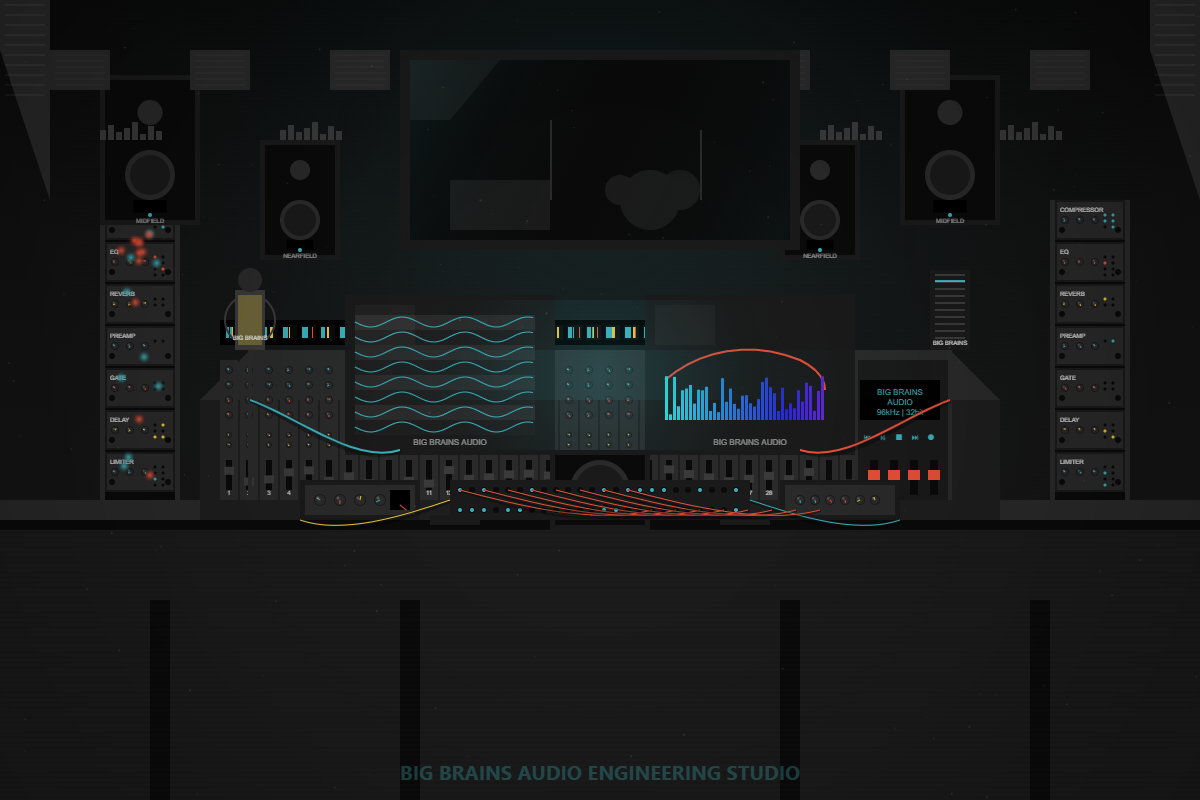 MIDFIELD
MIDFIELD
NEARFIELD
NEARFIELD
EQ
REVERB
PREAMP
GATE
DELAY
LIMITER
COMPRESSOR
EQ
REVERB
PREAMP
GATE
DELAY
LIMITER
BIG BRAINS
BIG BRAINS
BIG BRAINS AUDIO
BIG BRAINS AUDIO
BIG BRAINS
AUDIO
96kHz | 32bit
1
3
4
11
28
BIG BRAINS AUDIO ENGINEERING STUDIO